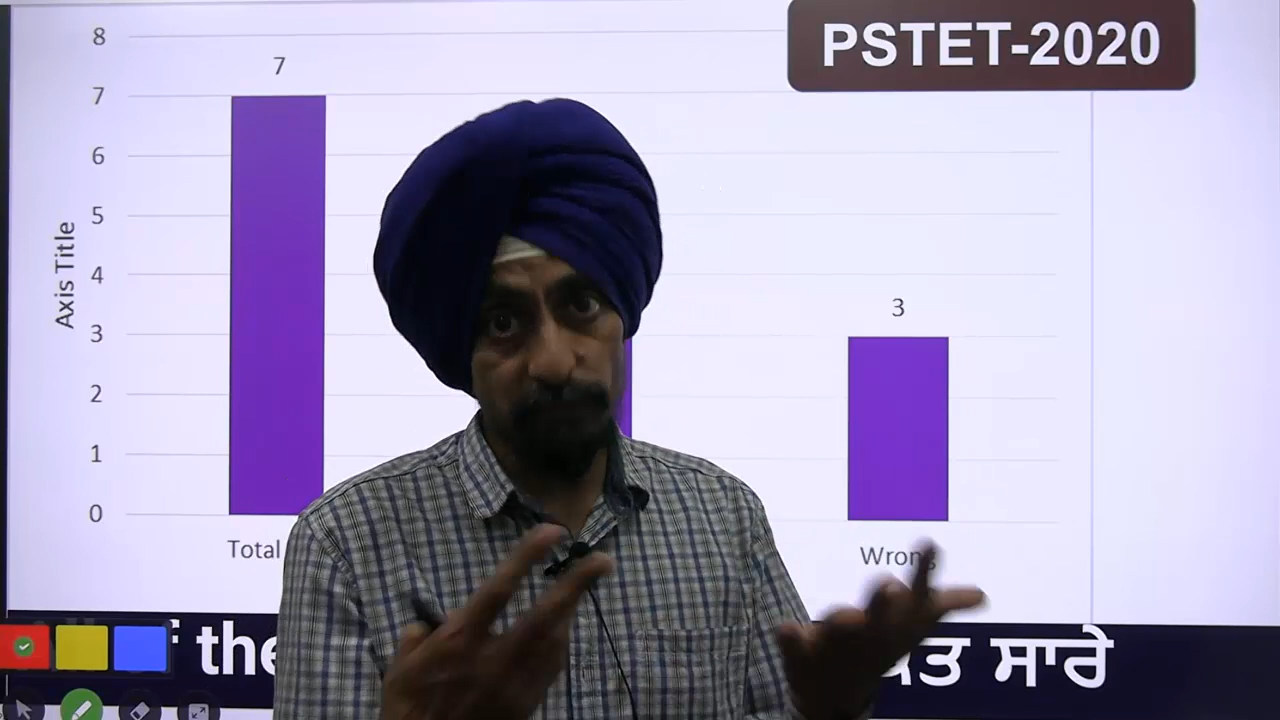 PSTET-2020
8
7
7
6
5
4
3
3
2
1
0
Axis Title
Total
Wrong
the
ਸਾਰੇ